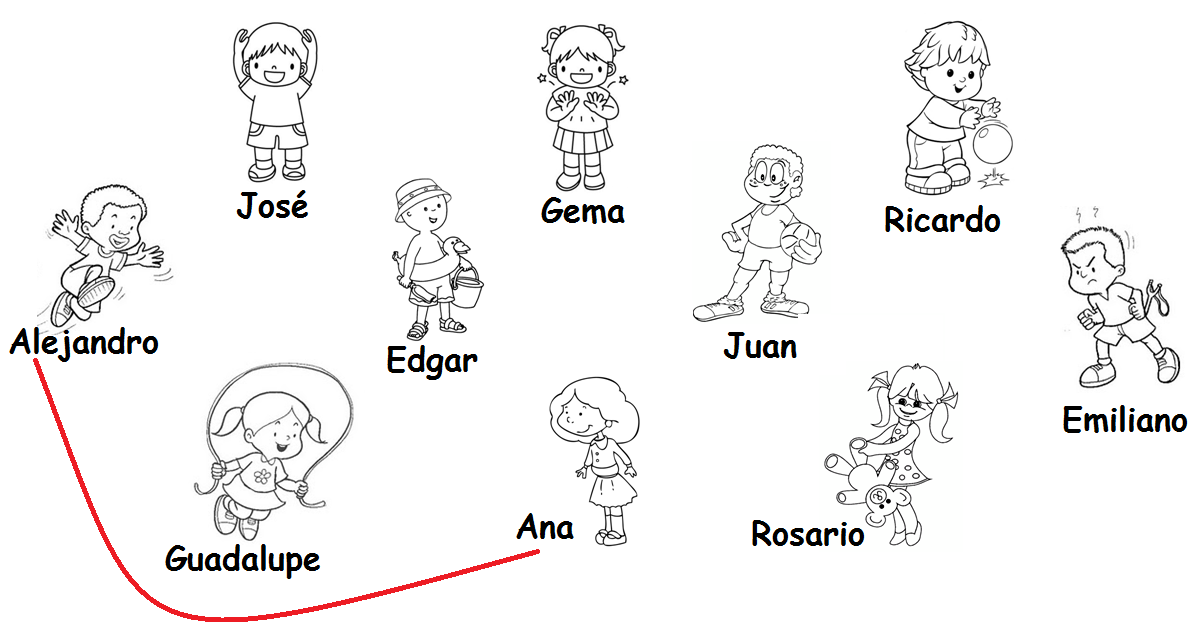 José
Gema
Ricardo
Alejandro
Edgar
Juan
Emiliano
Guadalupe
Ana
Rosario